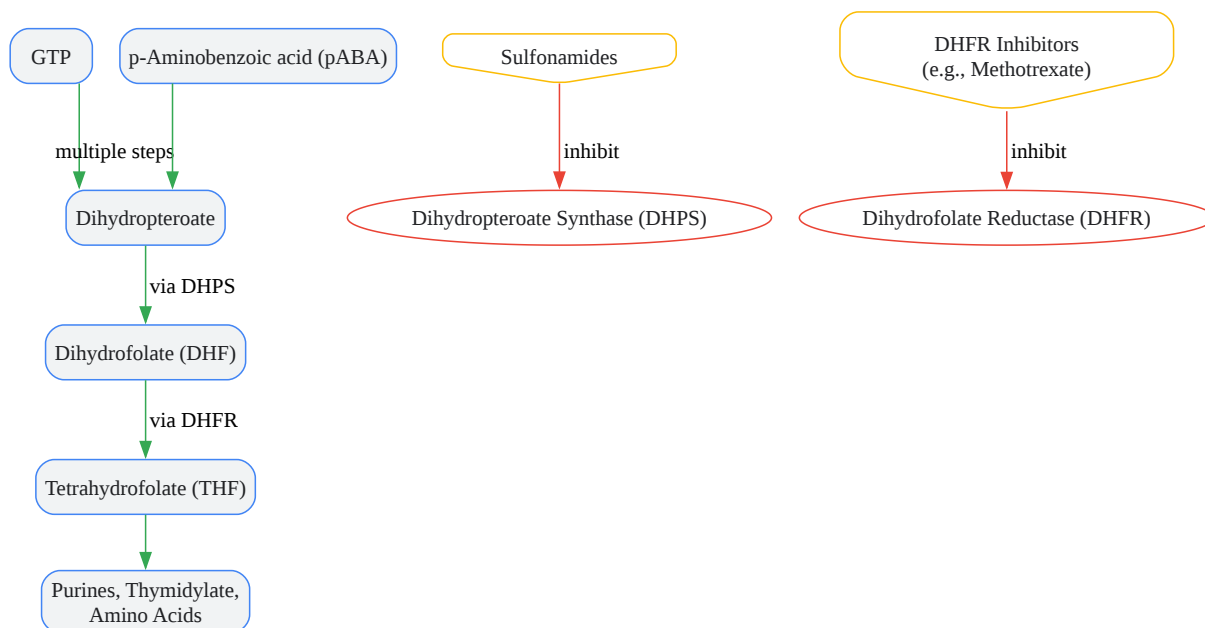 GTP
p-Aminobenzoic acid (pABA)
Sulfonamides
DHFR Inhibitors
(e.g., Methotrexate)
multiple steps
inhibit
inhibit
Dihydropteroate
Dihydropteroate Synthase (DHPS)
Dihydrofolate Reductase (DHFR)
via DHPS
Dihydrofolate (DHF)
via DHFR
Tetrahydrofolate (THF)
Purines, Thymidylate,
Amino Acids